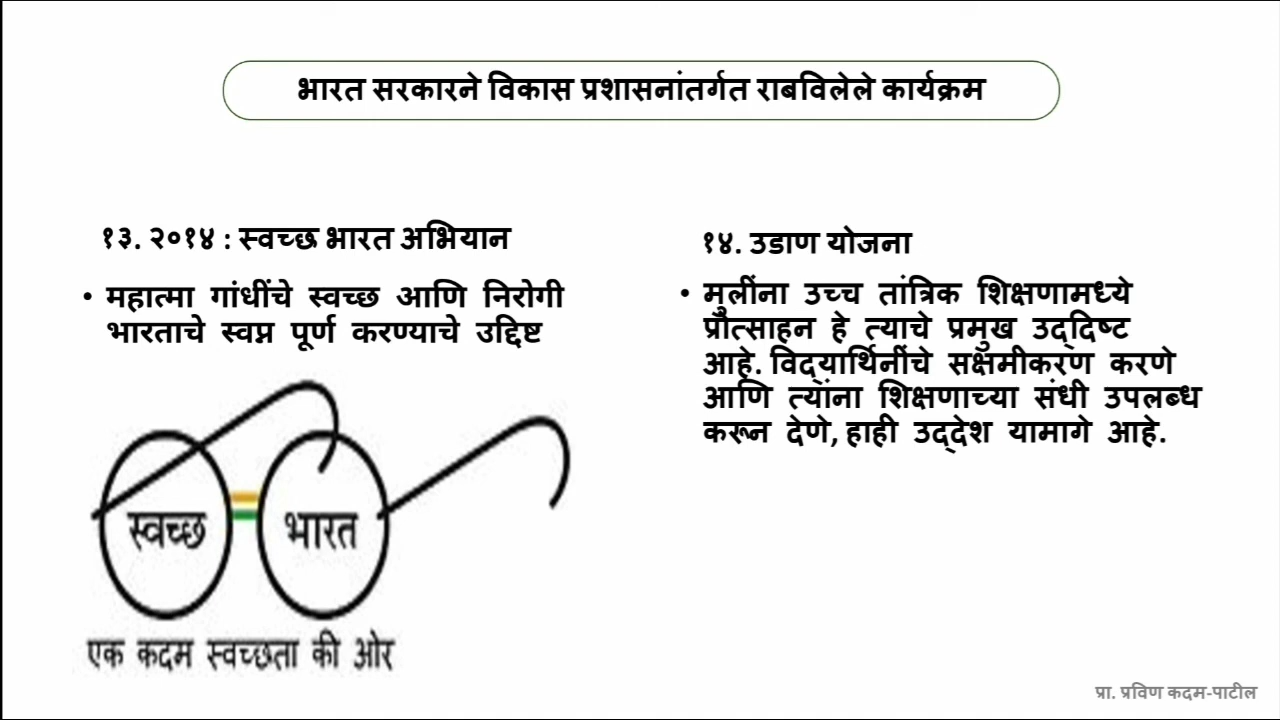 भारत सरकारने विकास प्रशासनांतर्गत राबविलेले कार्यक्रम
१३. २०१४ : स्वच्छ भारत अभियान
• महात्मा गांधींचे स्वच्छ आणि निरोगी
भारताचे स्वप्न पूर्ण करण्याचे उद्दिष्ट
स्वच्छ भारत
एक कदम स्वच्छता की ओर
१४. उडाण योजना
• मुलींना उच्च तांत्रिक शिक्षणामध्ये
प्रोत्साहन हे त्याचे प्रमुख उद्‌दिष्ट
आहे. विद्‌यार्थिनींचे सक्षमीकरण करणे
आणि त्यांना शिक्षणाच्या संधी उपलब्ध
करून देणे, हाही उद्‌देश यामागे आहे.
प्रा. प्रविण कदम-पाटील